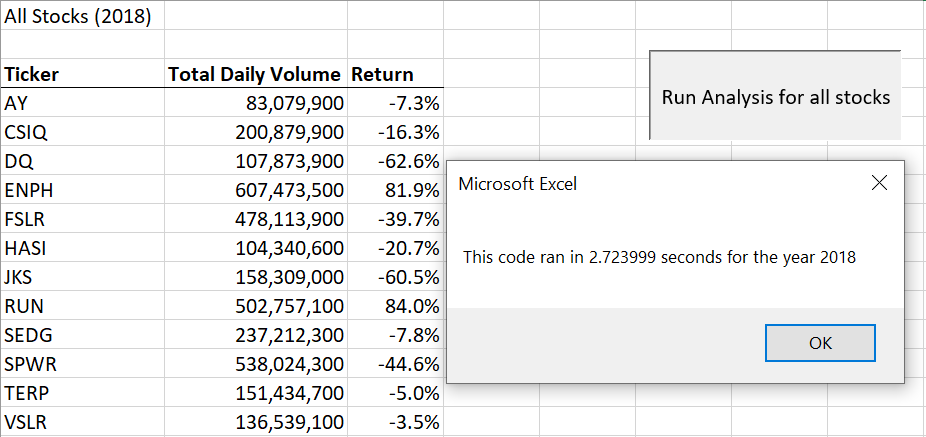 All Stocks (2018)
Ticker Total Daily Volume Return
AY 83,079,900 -7.3%
CSIQ 200,879,900 -16.3%
DQ 107,873,900 -62.6%
ENPH 607,473,500 81.9%
FSLR 478,113,900 -39.7%
HASI 104,340,600 -20.7%
JKS 158,309,000 -60.5%
RUN 502,757,100 84.0%
SEDG 237,212,300 -7.8%
SPWR 538,024,300 -44.6%
TERP 151,434,700 -5.0%
VSLR 136,539,100 -3.5%
Run Analysis for all stocks
Microsoft Excel
This code ran in 2.723999 seconds for the year 2018
OK